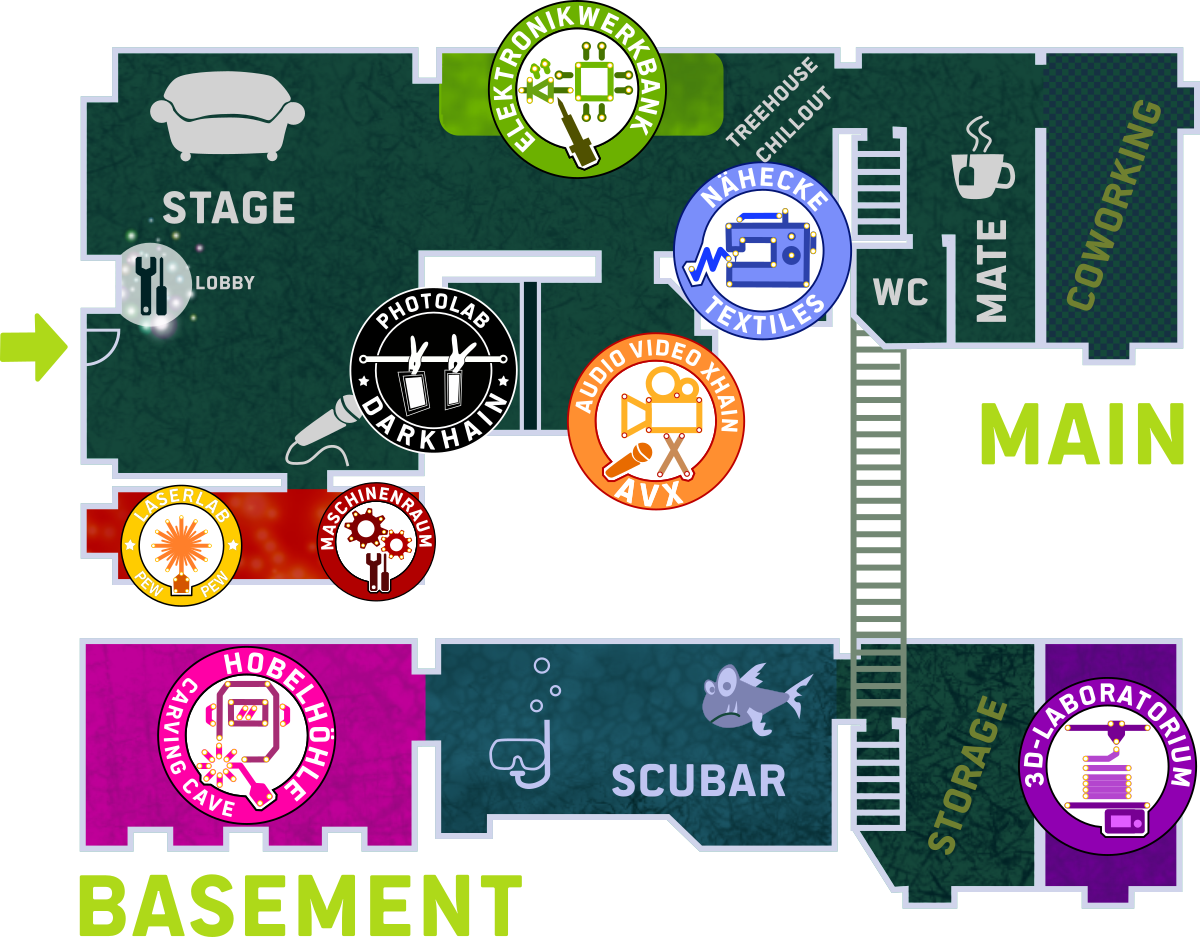 ELEKTRONIKWERKBANK
TREEHOUSE
CHILLOUT
STAGE
NÄHECKE
TEXTILES
COWORKING
MATE
WC
LOBBY
PHOTOLAB
DARKHAIN
AUDIO VIDEO XHAIN
AVX
MAIN
LASERLAB
PEW PEW
MASCHINENRAUM
HOBELHÖHLE
CARVING CAVE
SCUBAR
STORAGE
3D-LABORATORIUM
BASEMENT